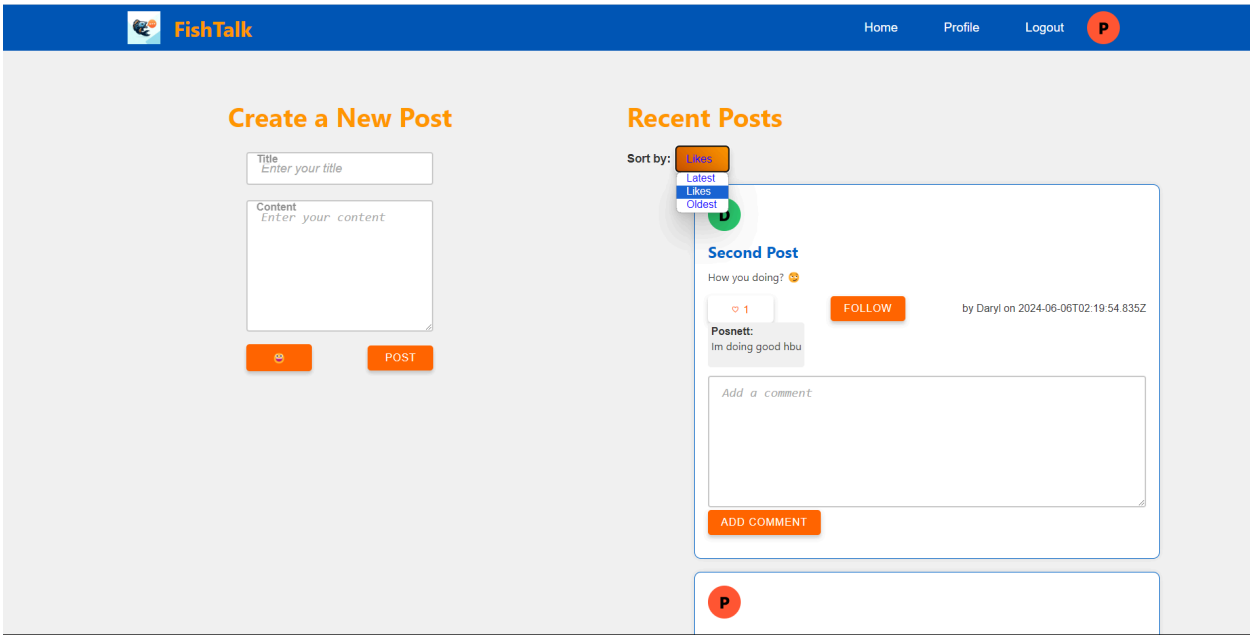 FishTalk
Home Profile Logout P
Create a New Post
Title
Enter your title
Content
Enter your content
😀 POST
Recent Posts
Sort by: Likes
Latest
Likes
Oldest
D
Second Post
How you doing? 😏
♡ 1 FOLLOW by Daryl on 2024-06-06T02:19:54.835Z
Posnett:
Im doing good hbu
Add a comment
ADD COMMENT
P